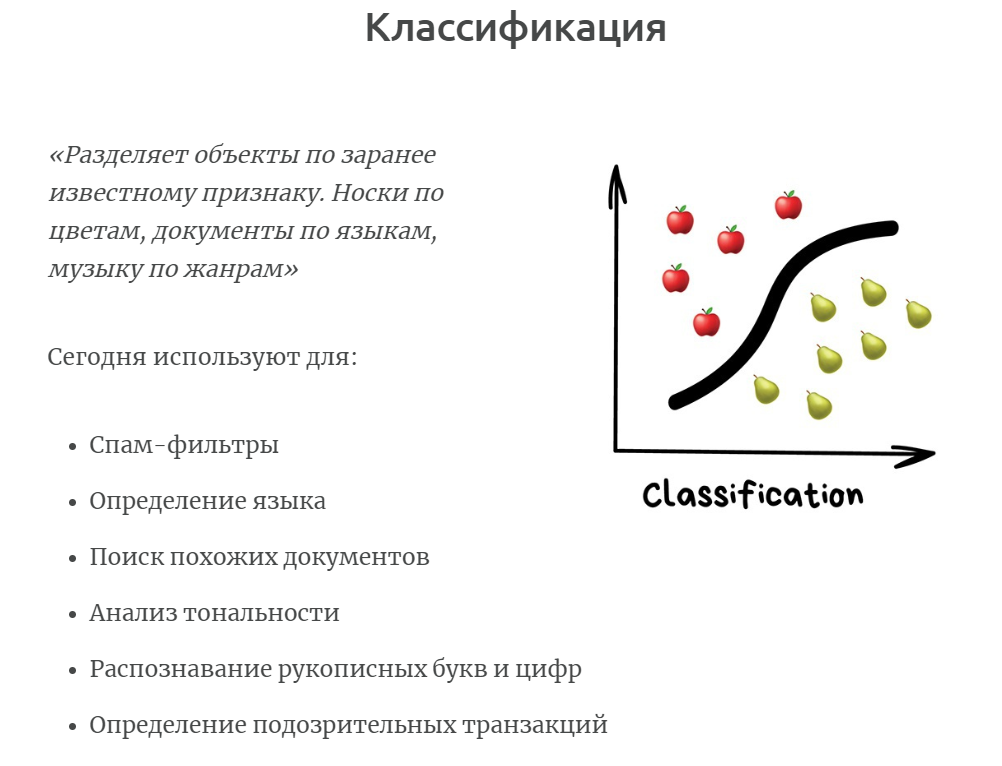 Классификация
«Разделяет объекты по заранее
известному признаку. Носки по
цветам, документы по языкам,
музыку по жанрам»
Сегодня используют для:
• Спам-фильтры
• Определение языка
• Поиск похожих документов
• Анализ тональности
• Распознавание рукописных букв и цифр
• Определение подозрительных транзакций
Classification